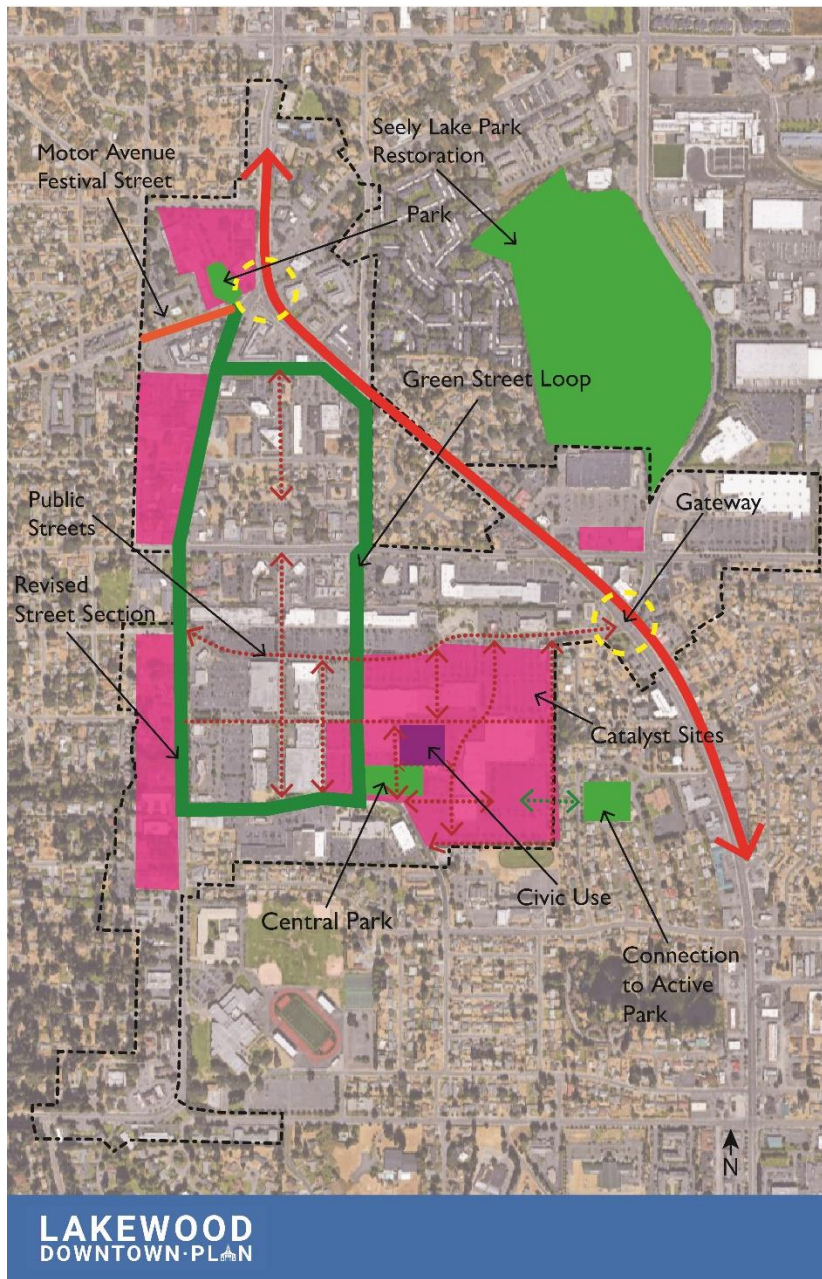 Seely Lake Park
Restoration
Motor Avenue
Festival Street
Park
Green Street Loop
Public
Streets
Gateway
Revised
Street Section
Catalyst Sites
Central Park
Civic Use
Connection
to Active
Park
N
LAKEWOOD
DOWNTOWN·PLAN